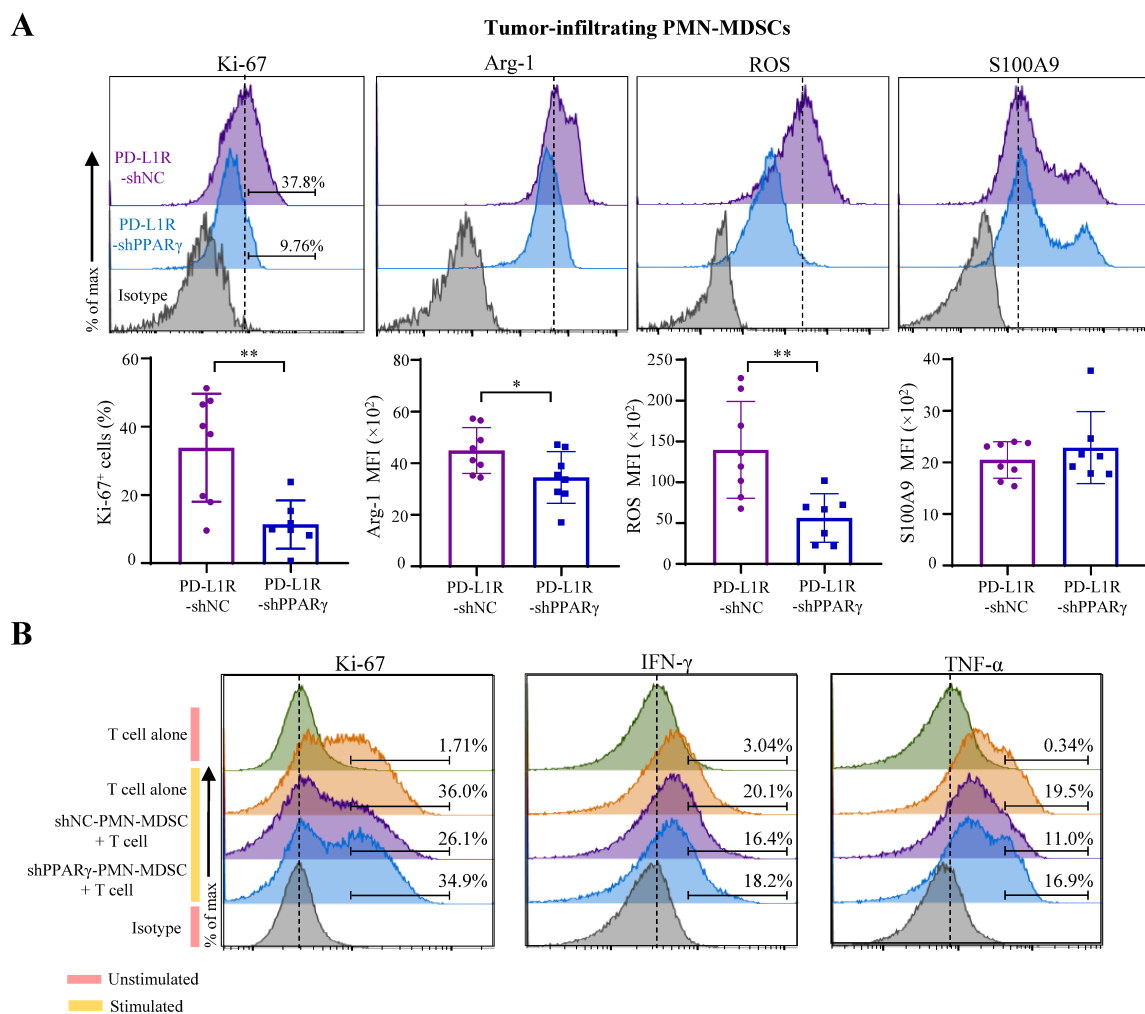 A
Tumor-infiltrating PMN-MDSCs
Ki-67
Arg-1
ROS
S100A9
% of max
PD-L1R
-shNC
37.8%
PD-L1R
-shPPARγ
9.76%
Isotype
Ki-67⁺ cells (%)
60
40
20
0
**
PD-L1R
-shNC
PD-L1R
-shPPARγ
Arg-1 MFI (×10²)
80
60
40
20
0
*
PD-L1R
-shNC
PD-L1R
-shPPARγ
ROS MFI (×10²)
250
200
150
100
50
0
**
PD-L1R
-shNC
PD-L1R
-shPPARγ
S100A9 MFI (×10²)
40
30
20
10
0
PD-L1R
-shNC
PD-L1R
-shPPARγ
B
Ki-67
IFN-γ
TNF-α
T cell alone
1.71%
3.04%
0.34%
T cell alone
36.0%
20.1%
19.5%
shNC-PMN-MDSC
+ T cell
26.1%
16.4%
11.0%
shPPARγ-PMN-MDSC
+ T cell
34.9%
18.2%
16.9%
Isotype
% of max
Unstimulated
Stimulated